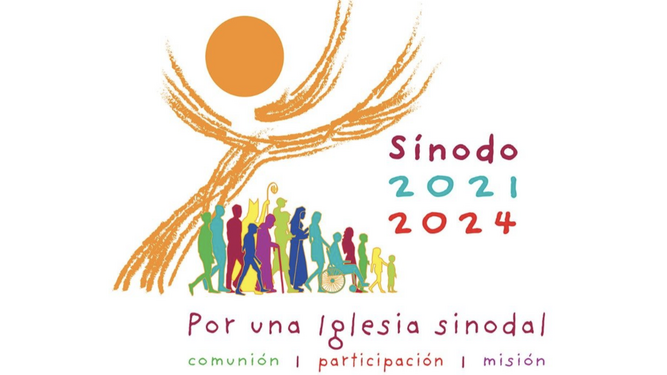 Sínodo
2021
2024
Por una Iglesia sinodal
comunión | participación | misión